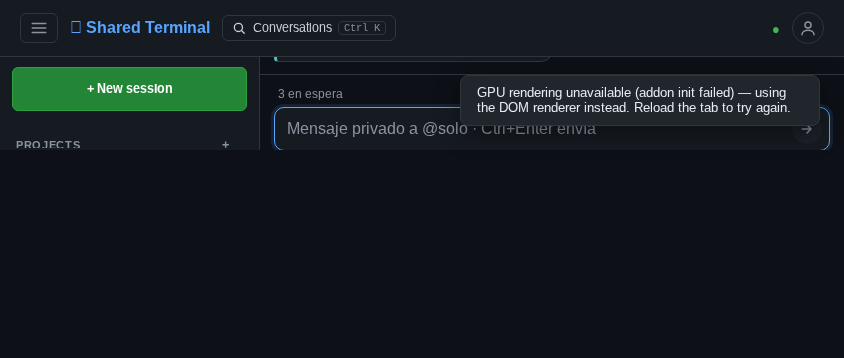 Shared Terminal
Conversations Ctrl K
+ New session
GPU rendering unavailable (addon init failed) — using
the DOM renderer instead. Reload the tab to try again.
3 en espera
Mensaje privado a @solo · Ctrl+Enter envía
PROJECTS +